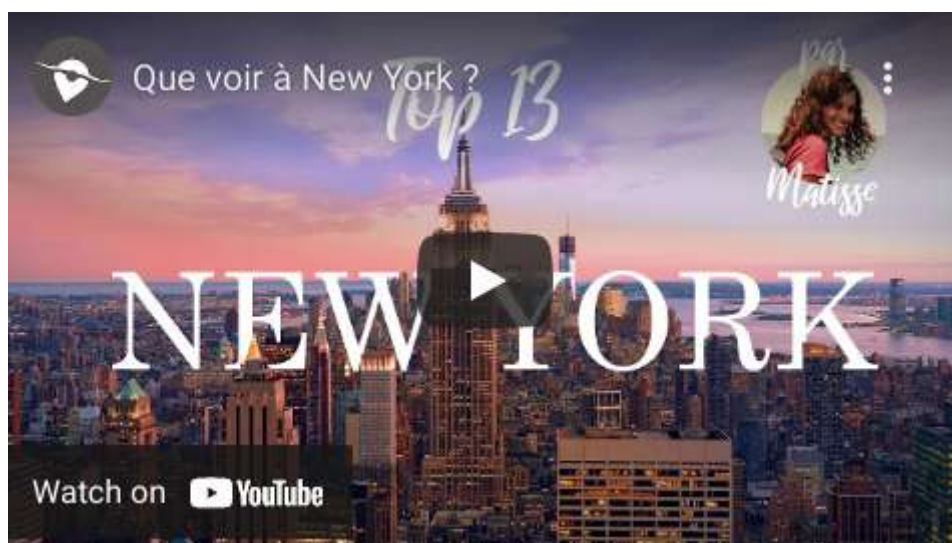 Que voir à New York ?
Top 13
par
Matisse
NEW YORK
Watch on YouTube